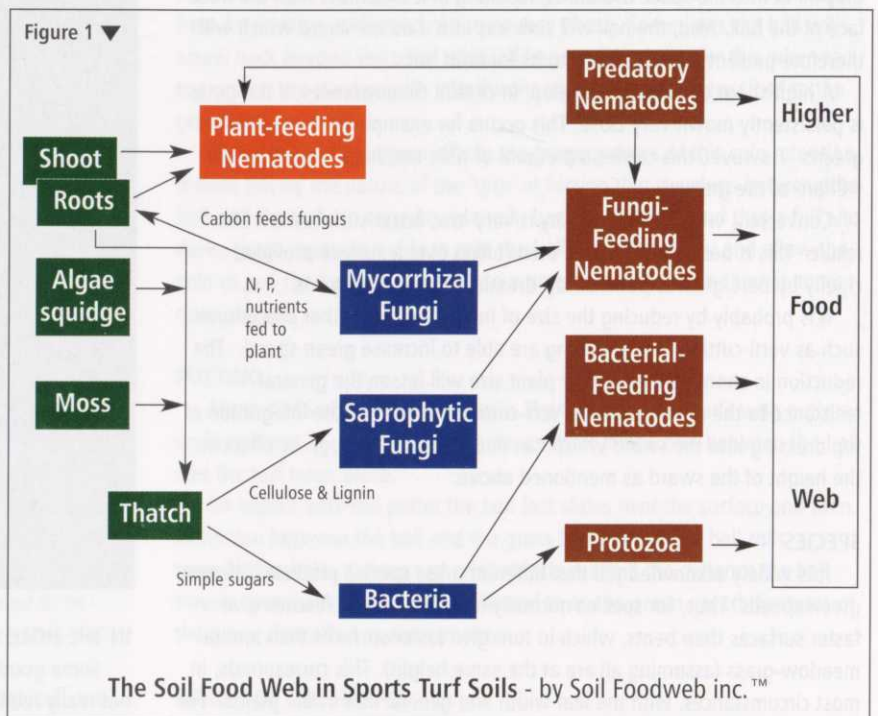 Figure 1 ▼
Predatory
Nematodes
Higher
Plant-feeding
Nematodes
Shoot
Roots
Carbon feeds fungus
Fungi-
Feeding
Nematodes
Algae
squidge
N, P,
nutrients
fed to
plant
Mycorrhizal
Fungi
Food
Bacterial-
Feeding
Nematodes
Moss
Saprophytic
Fungi
Cellulose & Lignin
Thatch
Web
Protozoa
Simple sugars
Bacteria
The Soil Food Web in Sports Turf Soils - by Soil Foodweb inc.™